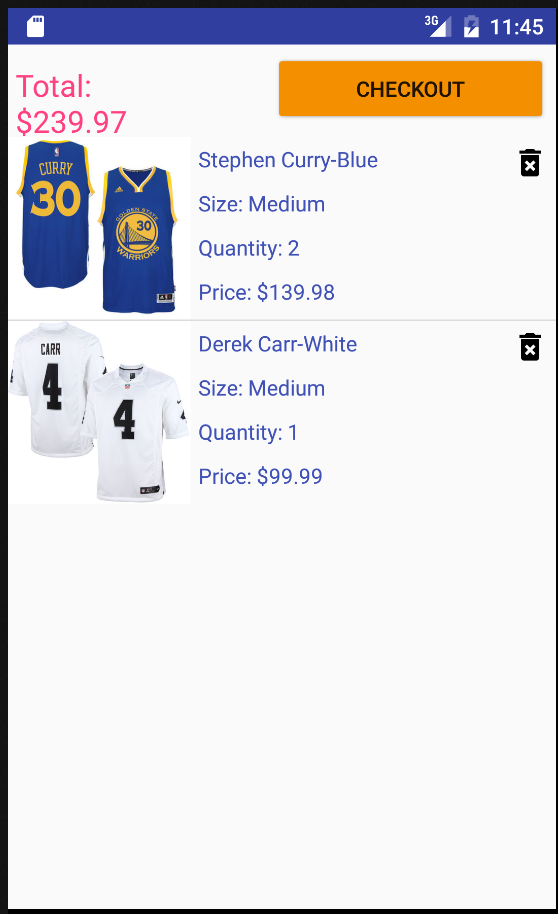 3G
11:45
Total:
$239.97
CHECKOUT
CURRY
30
GOLDEN STATE
30
WARRIORS
Stephen Curry-Blue
Size: Medium
Quantity: 2
Price: $139.98
CARR
4
4
Derek Carr-White
Size: Medium
Quantity: 1
Price: $99.99